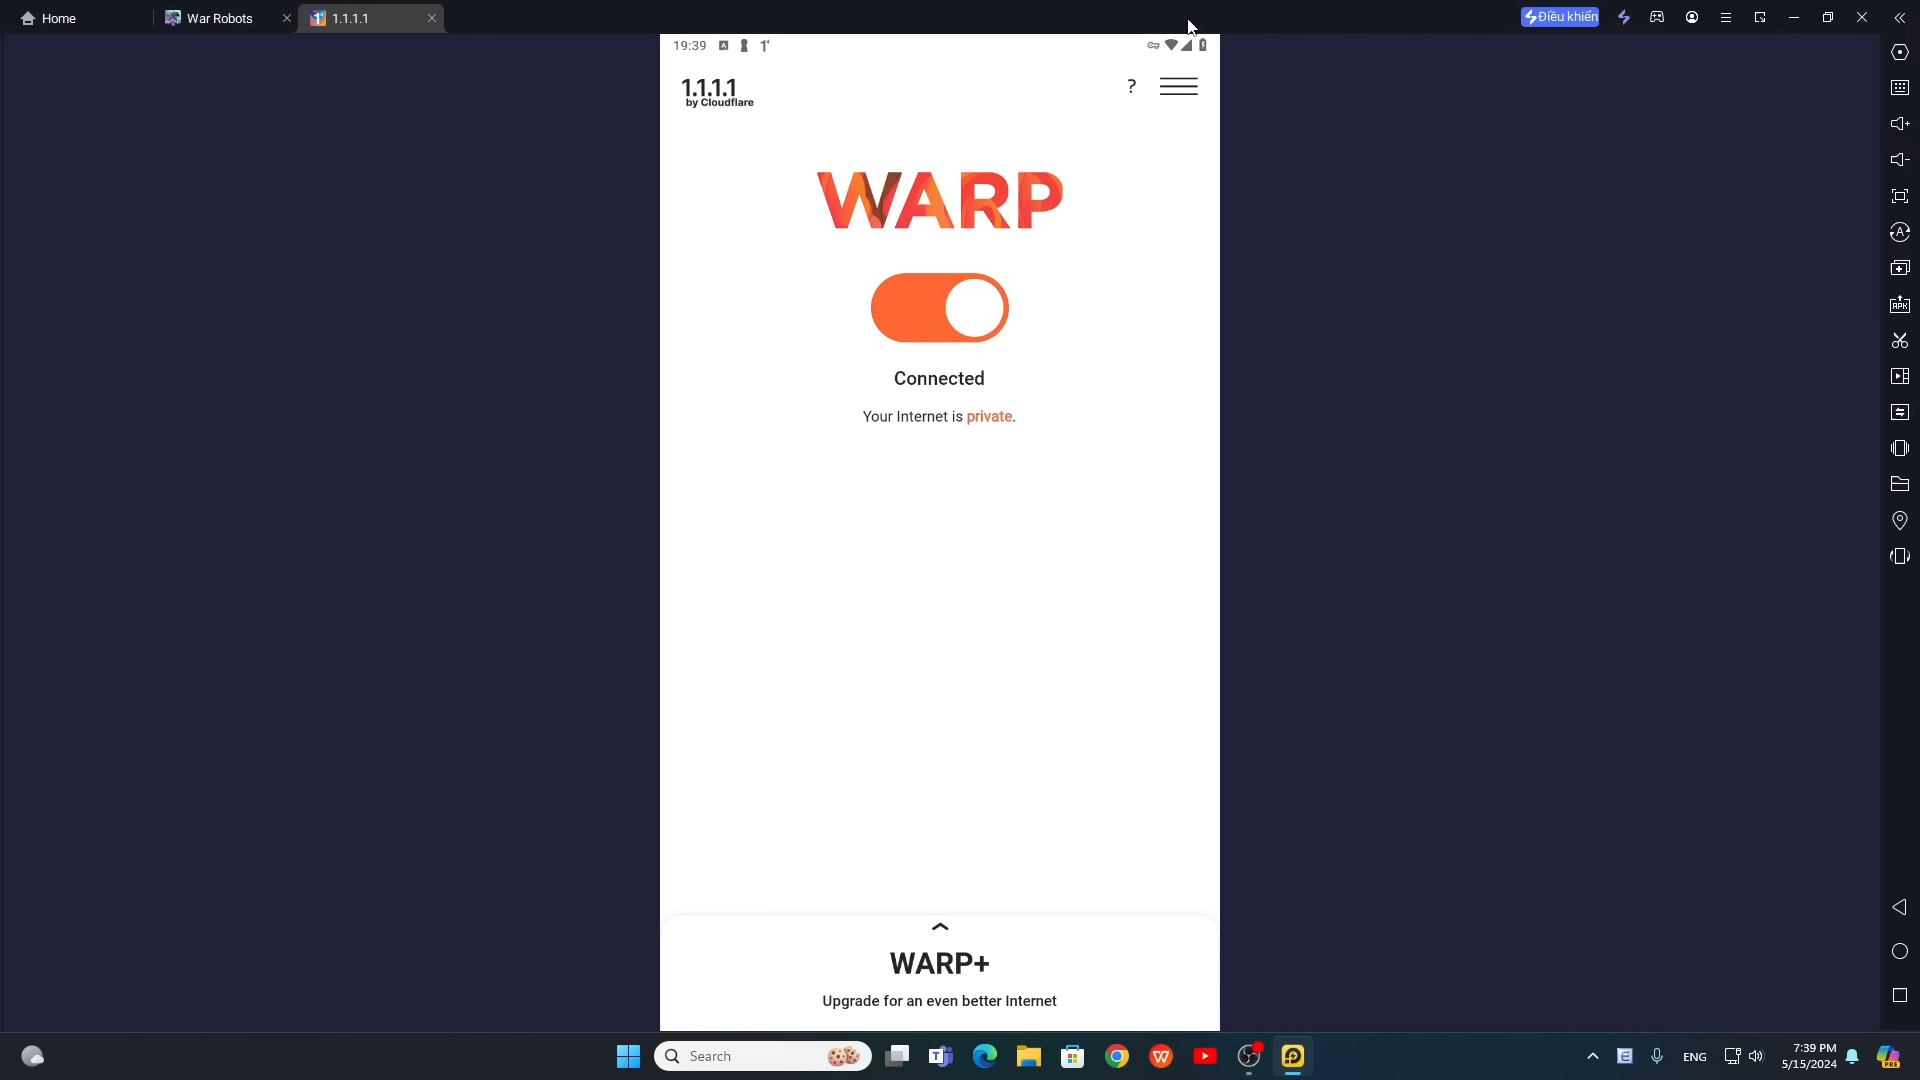 Home
War Robots
1.1.1.1
Điều khiển
19:39
1.1.1.1
by Cloudflare
?
WARP
Connected
Your Internet is private.
WARP+
Upgrade for an even better Internet
APK
Search
ENG
7:39 PM
5/15/2024
PRE